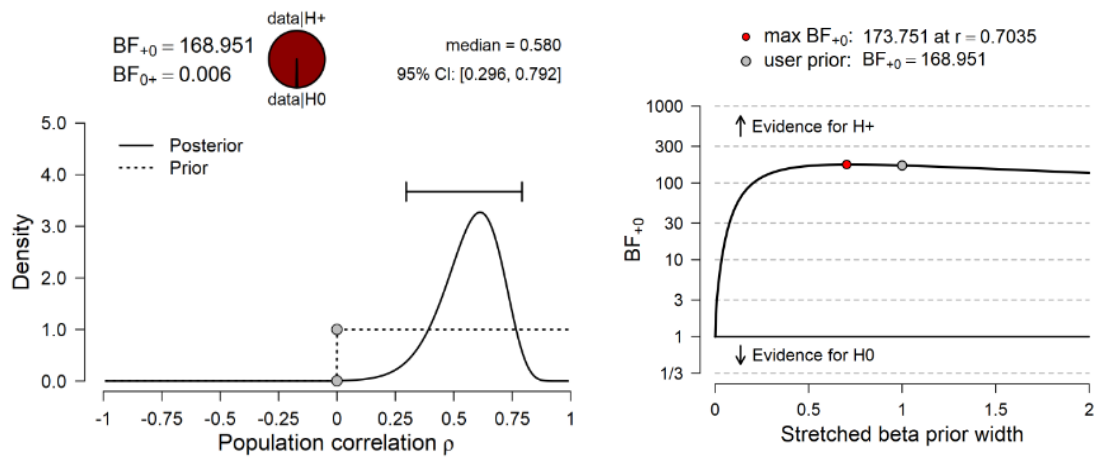 data|H+
BF+0 = 168.951
BF0+ = 0.006
data|H0
median = 0.580
95% CI: [0.296, 0.792]
5.0
4.0
3.0
2.0
1.0
0.0
Density
Posterior
Prior
-1 -0.75 -0.5 -0.25 0 0.25 0.5 0.75 1
Population correlation ρ
max BF+0: 173.751 at r = 0.7035
user prior: BF+0 = 168.951
1000
300
100
30
10
3
1
1/3
BF+0
Evidence for H+
Evidence for H0
0 0.5 1 1.5 2
Stretched beta prior width